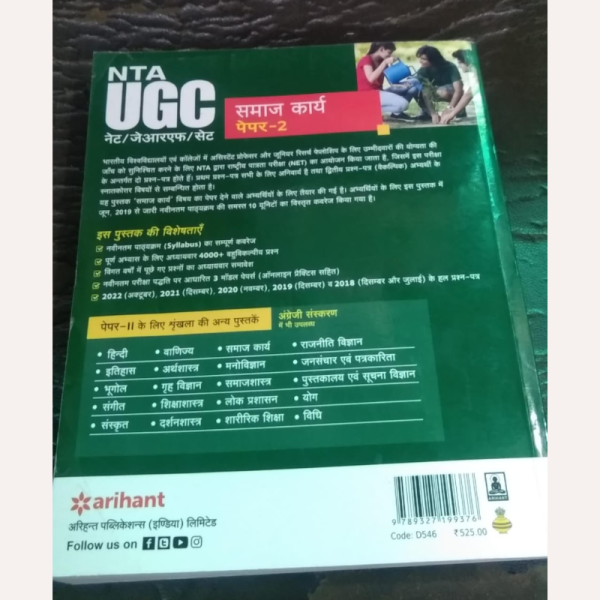 NTA
UGC
नेट/जेआरएफ/सेट
समाज कार्य
पेपर-2
भारतीय विश्वविद्यालयों एवं कॉलेजों में असिस्टेंट प्रोफेसर और जूनियर रिसर्च फेलोशिप के लिए उम्मीदवारों की योग्यता की
जाँच को सुनिश्चित करने के लिए NTA द्वारा राष्ट्रीय पात्रता परीक्षा (NET) का आयोजन किया जाता है, जिसमें इस परीक्षा
के अन्तर्गत दो प्रश्न-पत्र होते हैं। प्रथम प्रश्न-पत्र सभी के लिए अनिवार्य है तथा द्वितीय प्रश्न-पत्र (वैकल्पिक) अभ्यर्थी के
स्नातकोत्तर विषयों से सम्बन्धित होता है।
यह पुस्तक 'समाज कार्य' विषय का पेपर देने वाले अभ्यर्थियों के लिए तैयार की गई है। अभ्यर्थियों के लिए इस पुस्तक में
जून, 2019 से जारी नवीनतम पाठ्यक्रम की समस्त 10 यूनिटों का विस्तृत कवरेज किया गया है।
इस पुस्तक की विशेषताएँ
नवीनतम पाठ्यक्रम (Syllabus) का सम्पूर्ण कवरेज
पूर्ण अभ्यास के लिए अध्यायवार 4000+ बहुविकल्पीय प्रश्न
विगत वर्षों में पूछे गए प्रश्नों का अध्यायवार समावेश
नवीनतम परीक्षा पद्धति पर आधारित 3 मॉडल पेपर्स (ऑनलाइन प्रैक्टिस सहित)
2022 (अक्टूबर), 2021 (दिसम्बर), 2020 (नवम्बर), 2019 (दिसम्बर) व 2018 (दिसम्बर और जुलाई) के हल प्रश्न-पत्र
पेपर-II के लिए शृंखला की अन्य पुस्तकें
अंग्रेजी संस्करण
में भी उपलब्ध
• हिन्दी • वाणिज्य • समाज कार्य • राजनीति विज्ञान
• इतिहास • अर्थशास्त्र • मनोविज्ञान • जनसंचार एवं पत्रकारिता
• भूगोल • गृह विज्ञान • समाजशास्त्र • पुस्तकालय एवं सूचना विज्ञान
• संगीत • शिक्षाशास्त्र • लोक प्रशासन • योग
• संस्कृत • दर्शनशास्त्र • शारीरिक शिक्षा • विधि
arihant
अरिहन्त पब्लिकेशन्स (इण्डिया) लिमिटेड
Follow us on
9 789327 199376
Code: D546 ₹525.00
ARIHANT